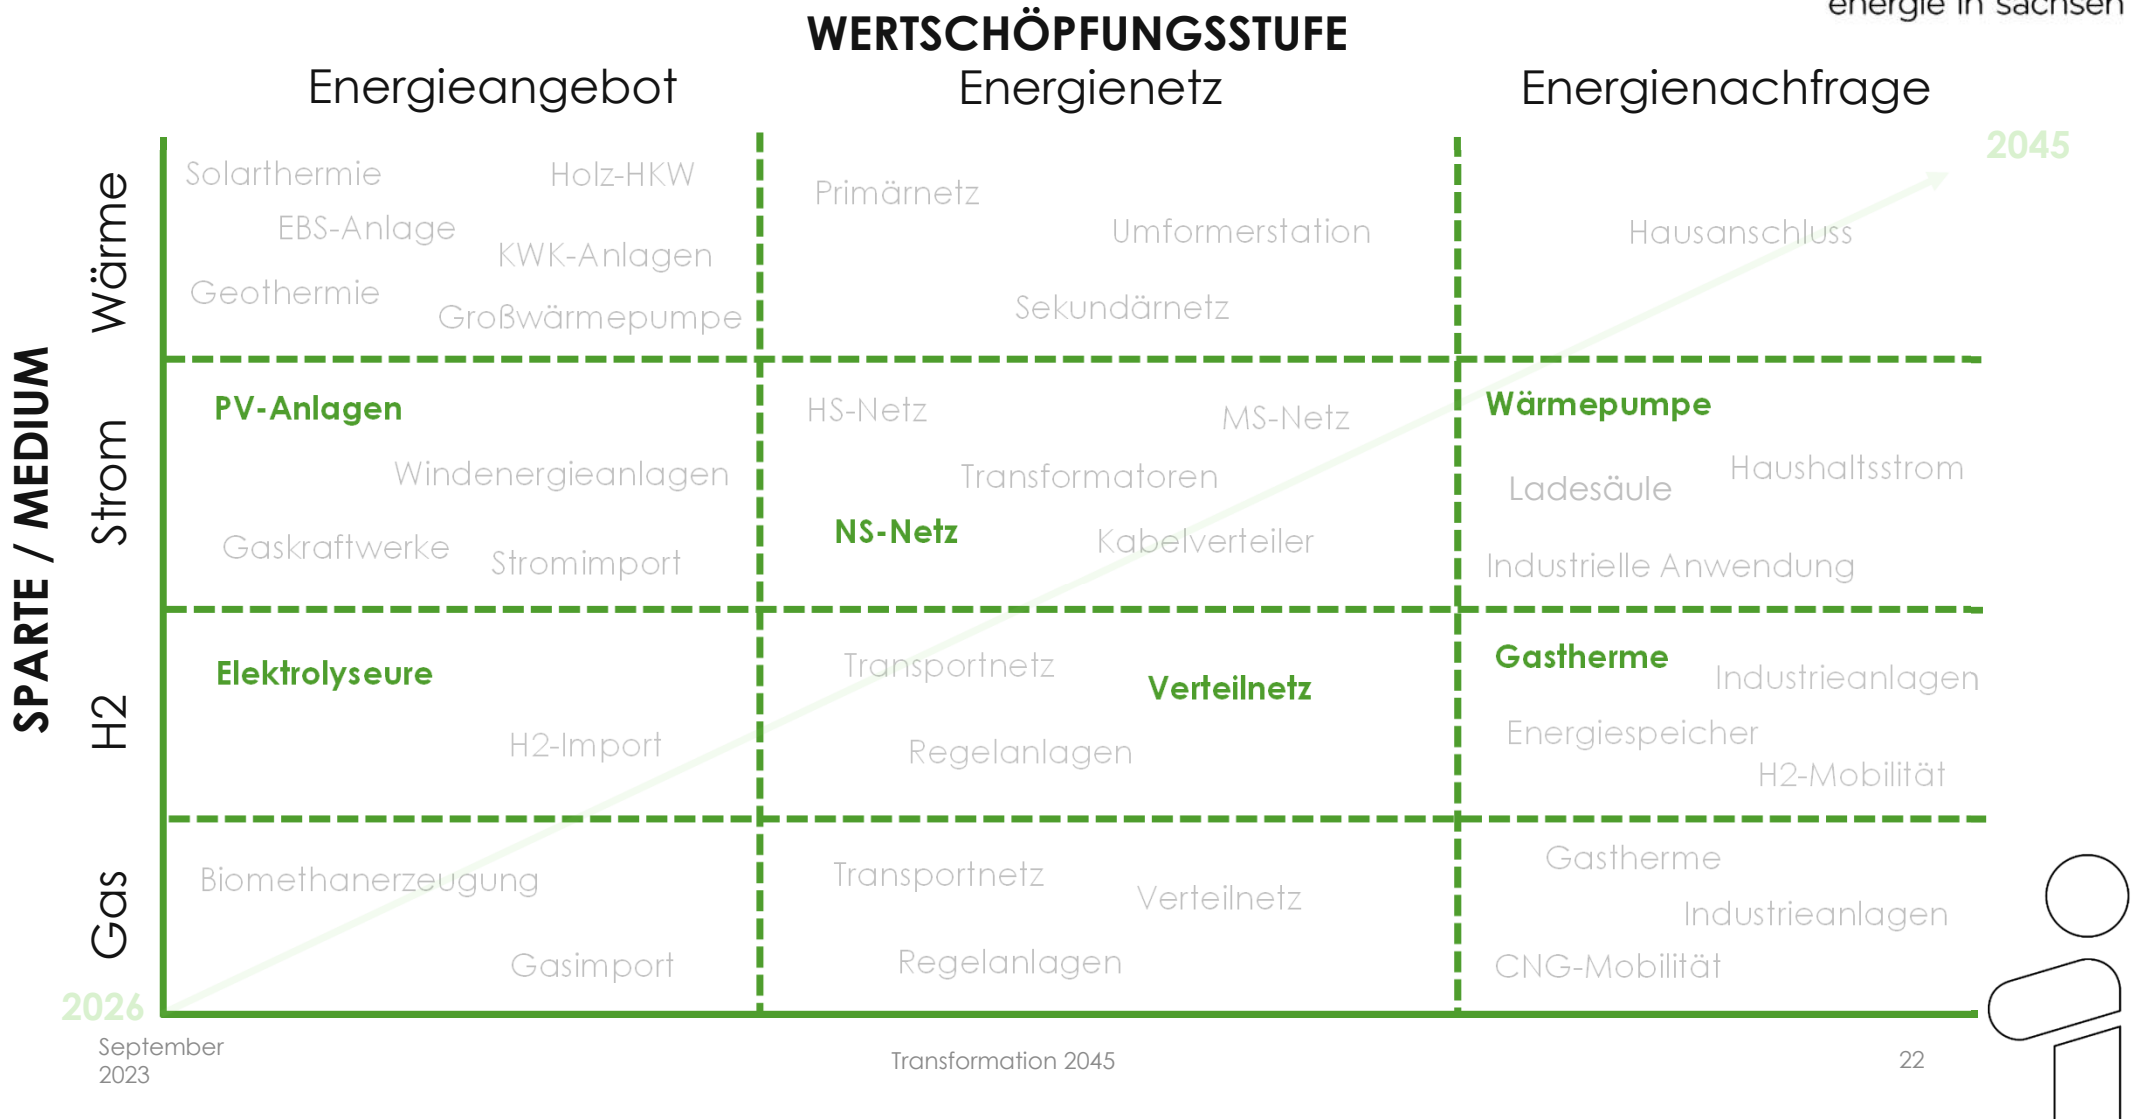 energie in sachsen
WERTSCHÖPFUNGSSTUFE
Energieangebot
Energienetz
Energienachfrage
2045
SPARTE / MEDIUM
Wärme
Solarthermie
Holz-HKW
EBS-Anlage
KWK-Anlagen
Geothermie
Großwärmepumpe
Primärnetz
Umformerstation
Sekundärnetz
Hausanschluss
Strom
PV-Anlagen
Windenergieanlagen
Gaskraftwerke
Stromimport
HS-Netz
MS-Netz
Transformatoren
NS-Netz
Kabelverteiler
Wärmepumpe
Haushaltsstrom
Ladesäule
Industrielle Anwendung
H2
Elektrolyseure
H2-Import
Transportnetz
Verteilnetz
Regelanlagen
Gastherme
Industrieanlagen
Energiespeicher
H2-Mobilität
Gas
Biomethanerzeugung
Gasimport
Transportnetz
Verteilnetz
Regelanlagen
Gastherme
Industrieanlagen
CNG-Mobilität
2026
September
2023
Transformation 2045
22